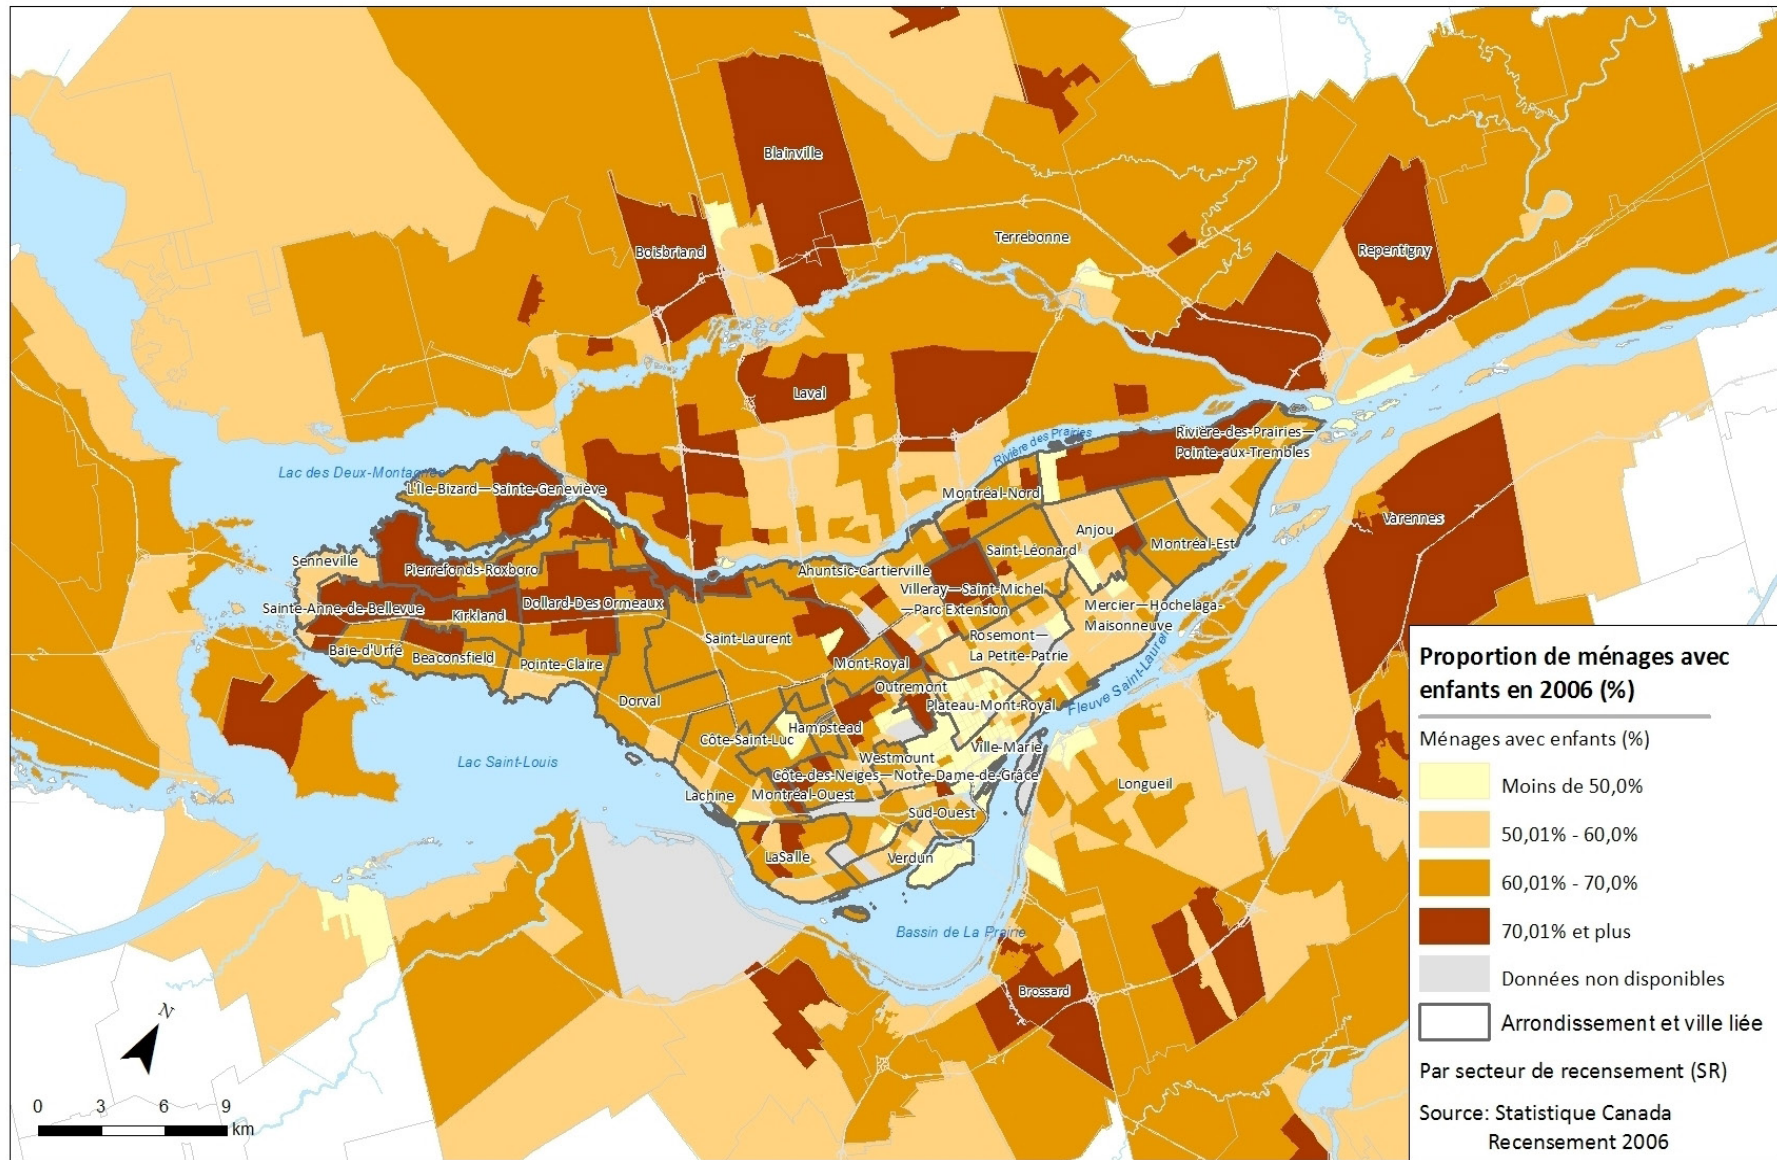 Blainville
Boisbriand
Terrebonne
Repentigny
Laval
Rivière des Prairies
Rivière-des-Prairies—
Pointe-aux-Trembles
Lac des Deux-Montagnes
L'Île-Bizard—Sainte-Geneviève
Montréal-Nord
Varennes
Anjou
Montréal-Est
Saint-Léonard
Senneville
Pierrefonds-Roxboro
Ahuntsic-Cartierville
Villeray—Saint-Michel
—Parc Extension
Sainte-Anne-de-Bellevue
Kirkland
Dollard-Des Ormeaux
Mercier—Hochelaga-
Maisonneuve
Saint-Laurent
Rosemont—
La Petite-Patrie
Baie-d'Urfé
Beaconsfield
Pointe-Claire
Mont-Royal
Outremont
Plateau-Mont-Royal
Fleuve Saint-Laurent
Dorval
Côte-Saint-Luc
Hampstead
Ville-Marie
Westmount
Lac Saint-Louis
Côte-des-Neiges—Notre-Dame-de-Grâce
Longueil
Lachine
Montréal-Ouest
Sud-Ouest
LaSalle
Verdun
Bassin de La Prairie
Brossard
N
0 3 6 9
km
Proportion de ménages avec
enfants en 2006 (%)
Ménages avec enfants (%)
Moins de 50,0%
50,01% - 60,0%
60,01% - 70,0%
70,01% et plus
Données non disponibles
Arrondissement et ville liée
Par secteur de recensement (SR)
Source: Statistique Canada
Recensement 2006